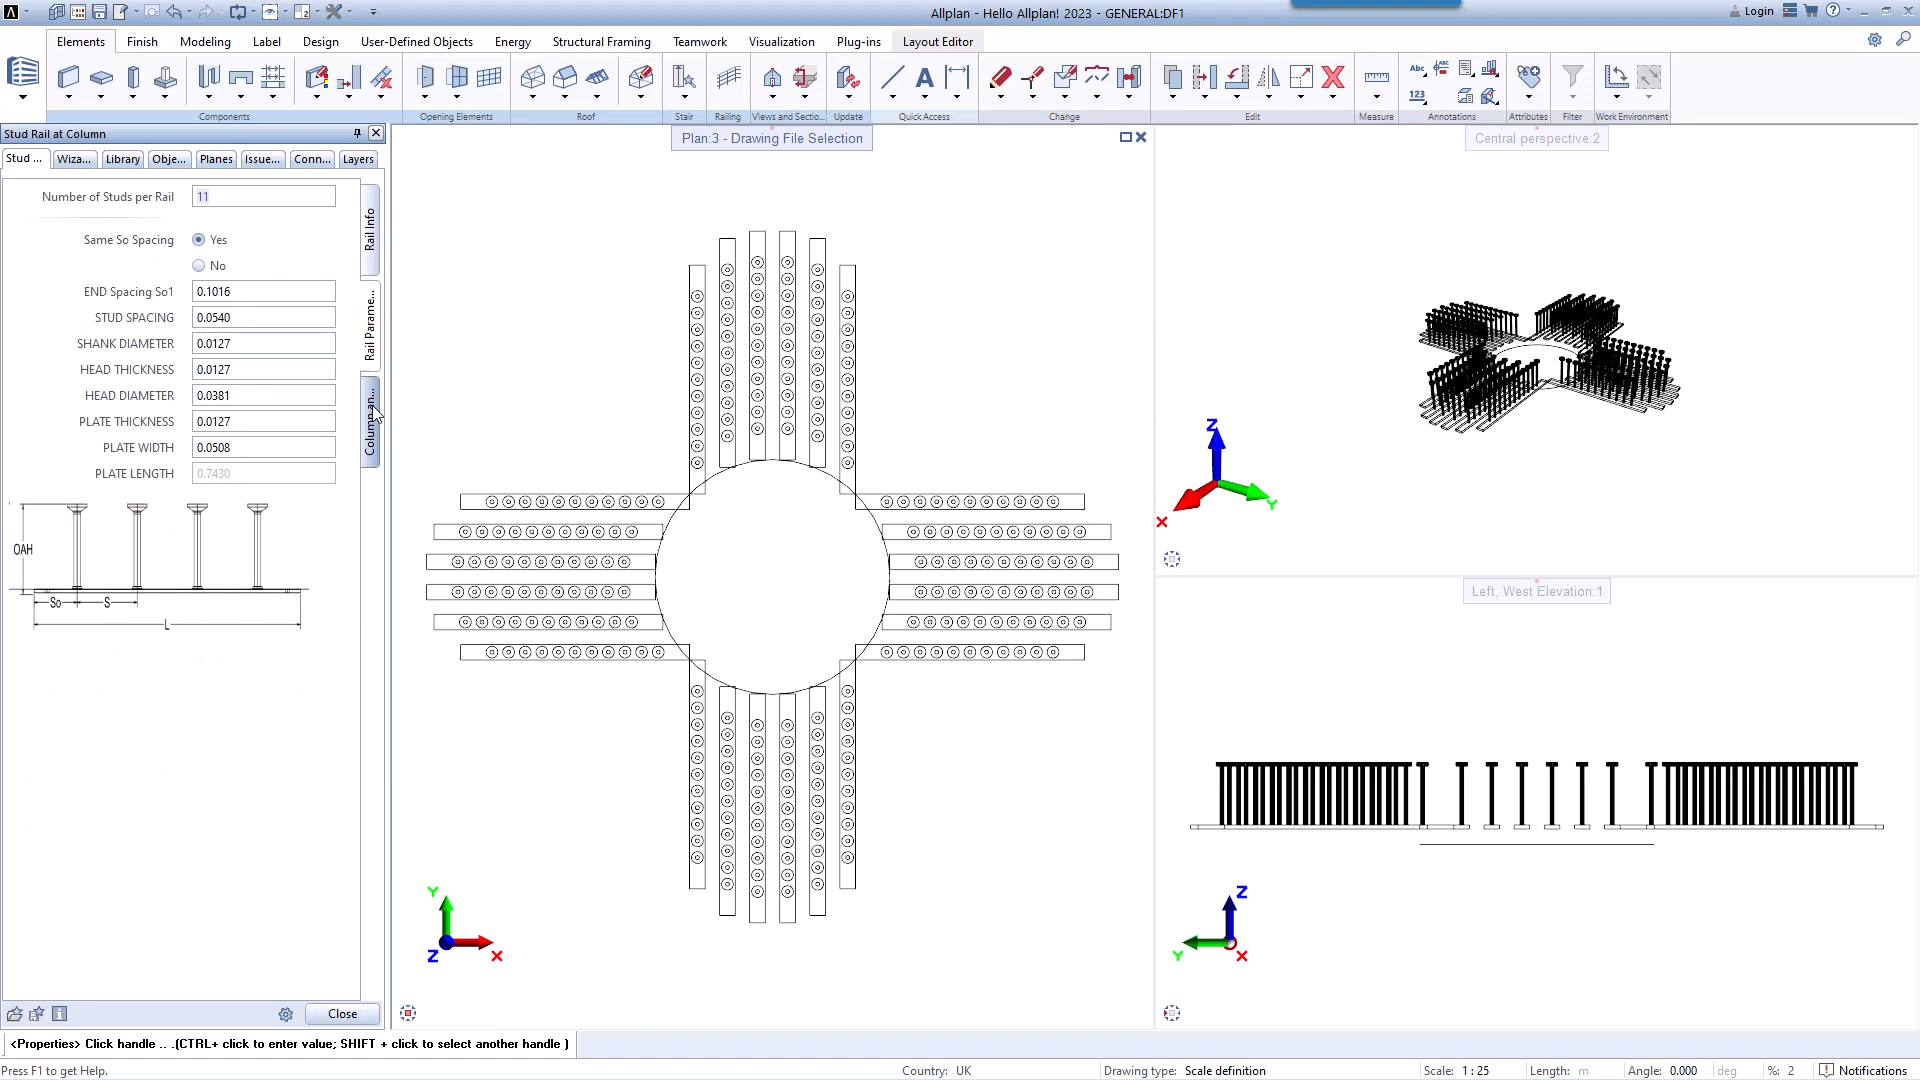 Allplan - Hello Allplan! 2023 - GENERAL:DF1
Login
Elements
Finish
Modeling
Label
Design
User-Defined Objects
Energy
Structural Framing
Teamwork
Visualization
Plug-ins
Layout Editor
Abc
ABC
123
Components
Opening Elements
Roof
Stair
Railing
Views and Sectio...
Update
Quick Access
Change
Edit
Measure
Annotations
Attributes
Filter
Work Environment
Stud Rail at Column
Stud ...
Wiza...
Library
Obje...
Planes
Issue...
Conn...
Layers
Number of Studs per Rail 11
Same So Spacing Yes
No
END Spacing So1 0.1016
STUD SPACING 0.0540
SHANK DIAMETER 0.0127
HEAD THICKNESS 0.0127
HEAD DIAMETER 0.0381
PLATE THICKNESS 0.0127
PLATE WIDTH 0.0508
PLATE LENGTH 0.7430
Rail Info
Rail Parame...
Column an...
OAH
So
S
L
Close
Plan:3 - Drawing File Selection
Y
Z
X
Central perspective:2
Z
X
Y
Left, West Elevation:1
Z
Y
X
<Properties> Click handle .. .(CTRL+ click to enter value; SHIFT + click to select another handle )
Press F1 to get Help.
Country: UK
Drawing type: Scale definition
Scale: 1 : 25
Length: m
Angle: 0.000 deg
%: 2
Notifications